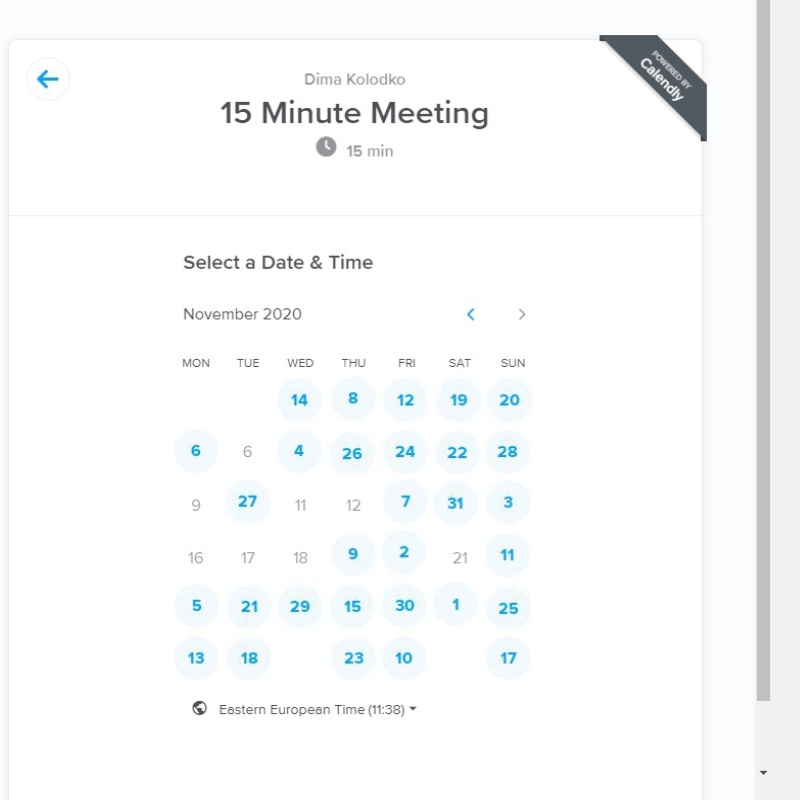 POWERED BY
Calendly
Dima Kolodko
15 Minute Meeting
15 min
Select a Date & Time
November 2020
MON TUE WED THU FRI SAT SUN
14 8 12 19 20
6 6 4 26 24 22 28
9 27 11 12 7 31 3
16 17 18 9 2 21 11
5 21 29 15 30 1 25
13 18 23 10 17
Eastern European Time (11:38)